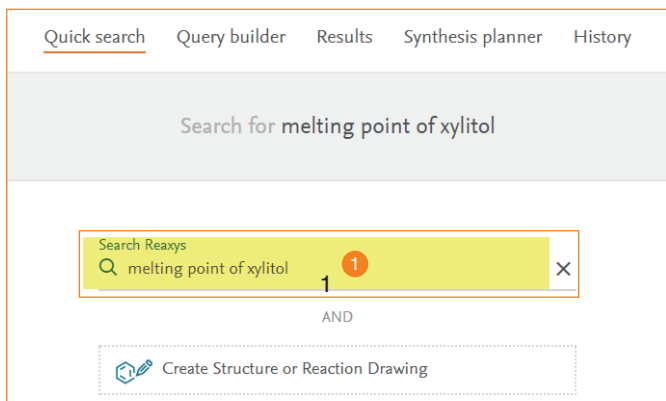 Quick search Query builder Results Synthesis planner History
Search for melting point of xylitol
Search Reaxys
melting point of xylitol 1
1
AND
Create Structure or Reaction Drawing